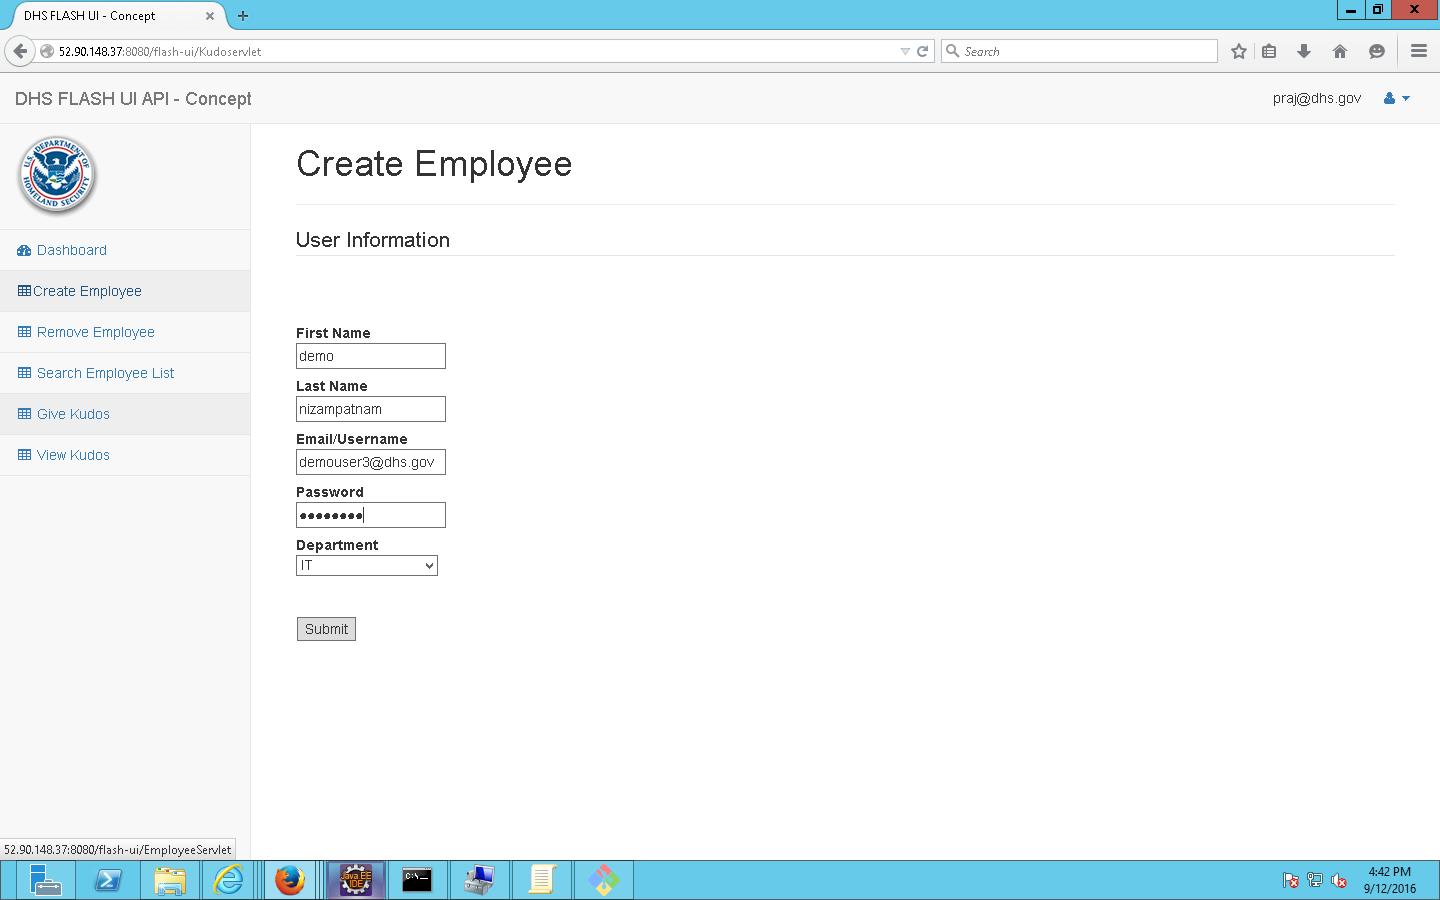 DHS FLASH UI - Concept
52.90.148.37:8080/flash-ui/Kudoservlet
Search
DHS FLASH UI API - Concept
praj@dhs.gov
U.S. DEPARTMENT OF
HOMELAND SECURITY
Dashboard
Create Employee
Remove Employee
Search Employee List
Give Kudos
View Kudos
Create Employee
User Information
First Name
demo
Last Name
nizampatnam
Email/Username
demouser3@dhs.gov
Password
●●●●●●●●
Department
IT
Submit
52.90.148.37:8080/flash-ui/EmployeeServlet
Java EE
IDE
C:\_
4:42 PM
9/12/2016